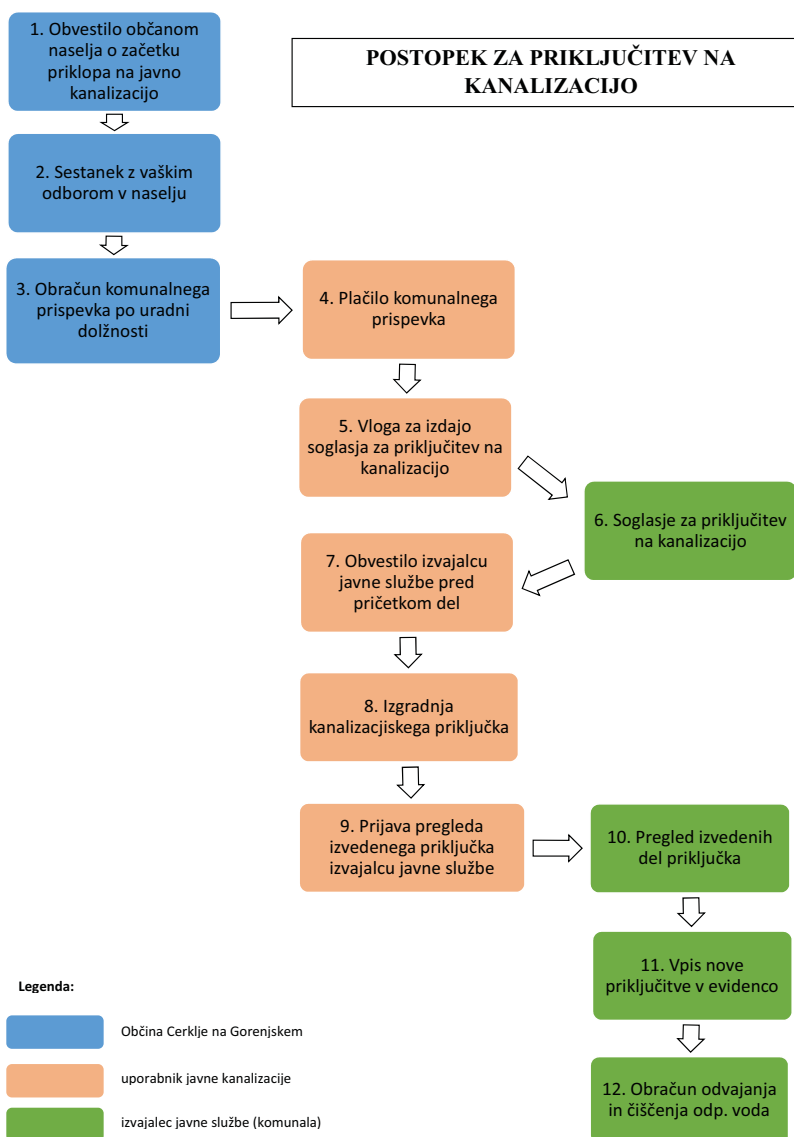 POSTOPEK ZA PRIKLJUČITEV NA
KANALIZACIJO
1. Obvestilo občanom
naselja o začetku
priklopa na javno
kanalizacijo
2. Sestanek z vaškim
odborom v naselju
3. Obračun komunalnega
prispevka po uradni
dolžnosti
4. Plačilo komunalnega
prispevka
5. Vloga za izdajo
soglasja za priključitev na
kanalizacijo
6. Soglasje za priključitev
na kanalizacijo
7. Obvestilo izvajalcu
javne službe pred
pričetkom del
8. Izgradnja
kanalizacjiskega priključka
9. Prijava pregleda
izvedenega priključka
izvajalcu javne službe
10. Pregled izvedenih
del priključka
11. Vpis nove
priključitve v evidenco
12. Obračun odvajanja
in čiščenja odp. voda
Legenda:
Občina Cerklje na Gorenjskem
uporabnik javne kanalizacije
izvajalec javne službe (komunala)